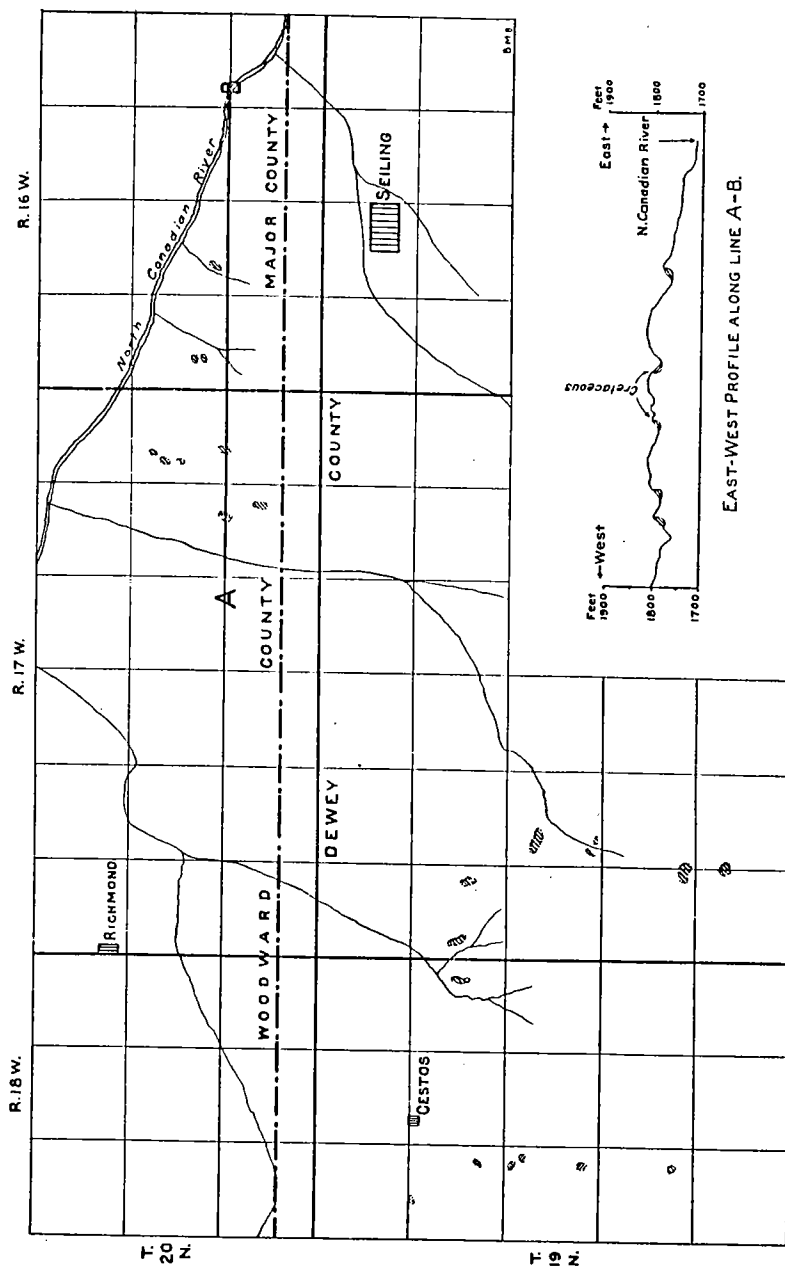 R. 18 W.
R. 17 W.
R. 16 W.
T.
20
N.
T.
19
N.
RICHMOND
North Canadian River
A
B
WOODWARD COUNTY
MAJOR COUNTY
DEWEY COUNTY
SEILING
CESTOS
B M B
Feet
1900
1800
1700
←West
East→
Feet
1900
1800
1700
Cretaceous
N. Canadian River
EAST-WEST PROFILE ALONG LINE A-B.